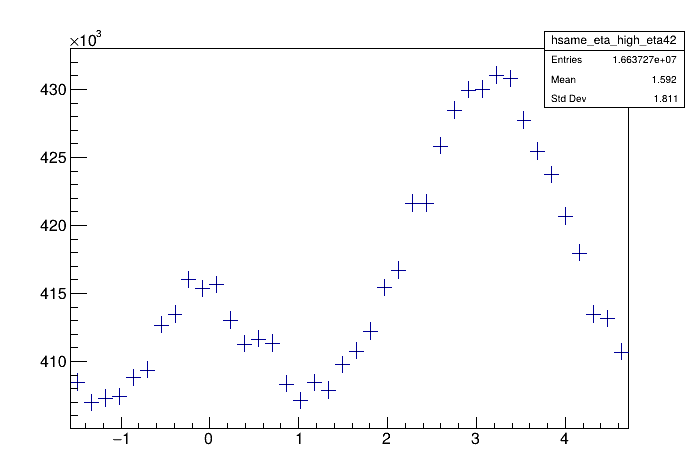 ×10³
hsame_eta_high_eta42
Entries 1.663727e+07
Mean 1.592
Std Dev 1.811
430
425
420
415
410
−1 0 1 2 3 4